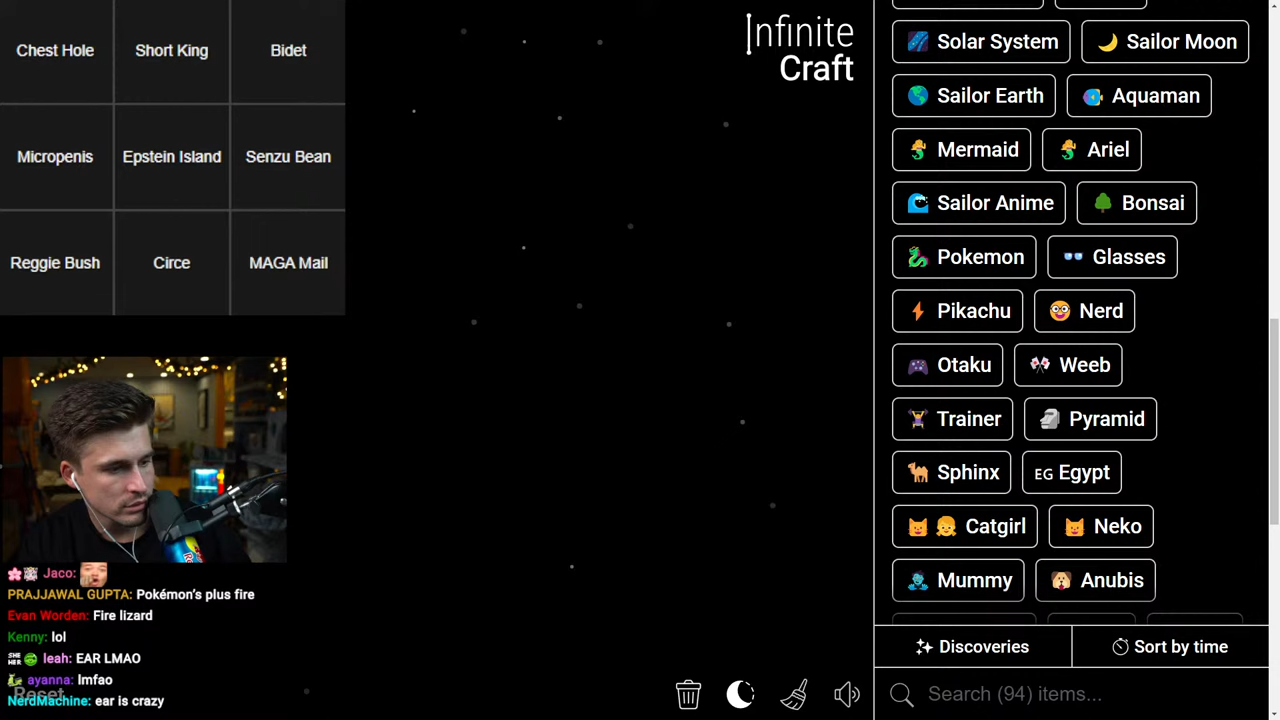 Chest Hole Short King Bidet
Micropenis Epstein Island Senzu Bean
Reggie Bush Circe MAGA Mail
Infinite
Craft
Solar System Sailor Moon
Sailor Earth Aquaman
Mermaid Ariel
Sailor Anime Bonsai
Pokemon Glasses
Pikachu Nerd
Otaku Weeb
Trainer Pyramid
Sphinx EG Egypt
Catgirl Neko
Mummy Anubis
Discoveries Sort by time
Search (94) items...
Jaco:
PRAJJAWAL GUPTA: Pokémon’s plus fire
Evan Worden: Fire lizard
Kenny: lol
SHE HER leah: EAR LMAO
ayanna: lmfao
Reset
NerdMachine: ear is crazy